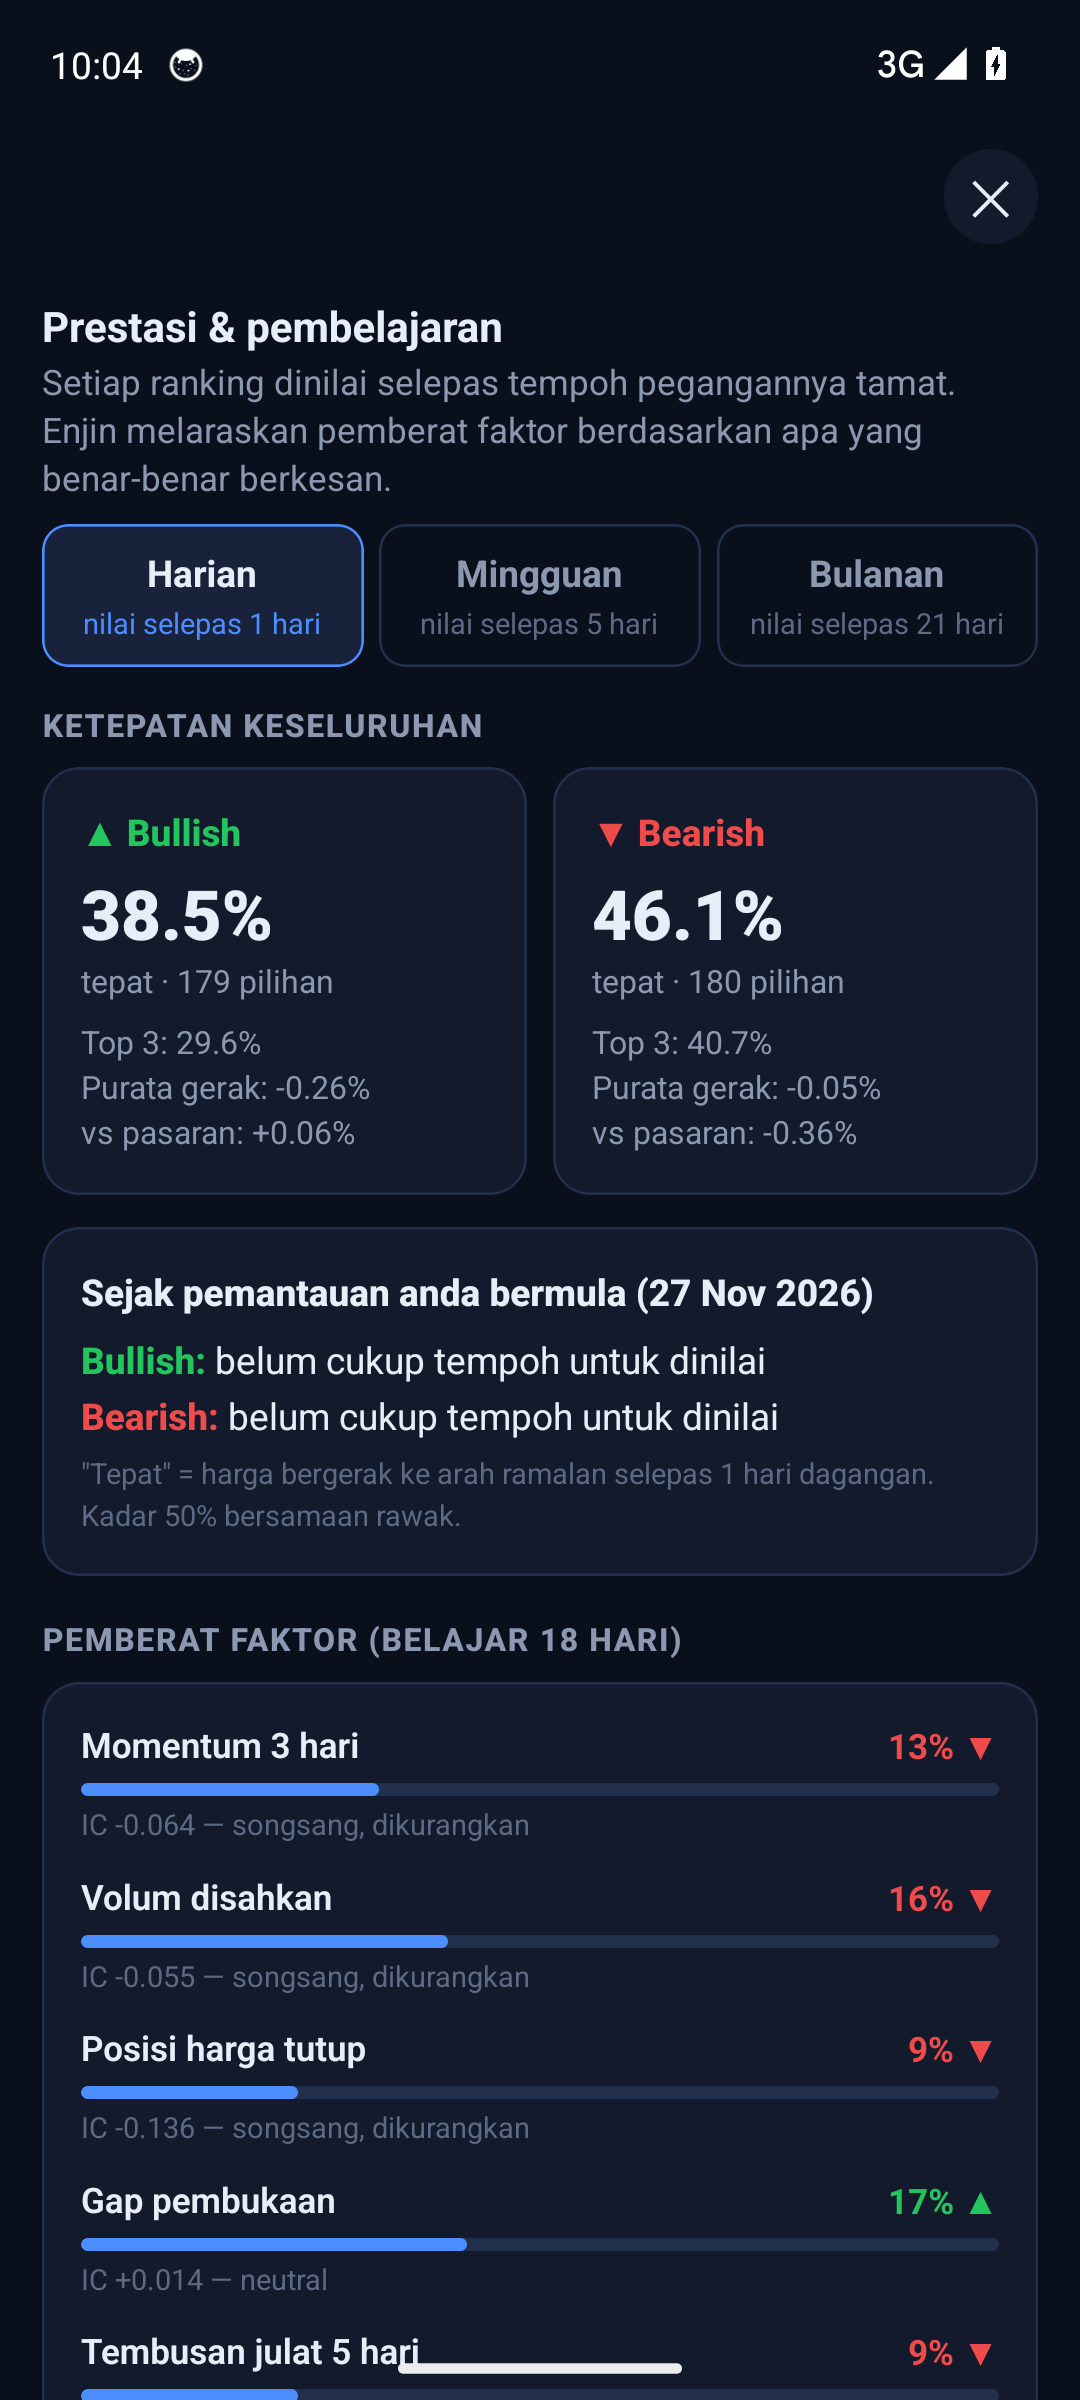 10:04
3G
Prestasi & pembelajaran
Setiap ranking dinilai selepas tempoh pegangannya tamat.
Enjin melaraskan pemberat faktor berdasarkan apa yang
benar-benar berkesan.
Harian
nilai selepas 1 hari
Mingguan
nilai selepas 5 hari
Bulanan
nilai selepas 21 hari
KETEPATAN KESELURUHAN
▲ Bullish
38.5%
tepat · 179 pilihan
Top 3: 29.6%
Purata gerak: -0.26%
vs pasaran: +0.06%
▼ Bearish
46.1%
tepat · 180 pilihan
Top 3: 40.7%
Purata gerak: -0.05%
vs pasaran: -0.36%
Sejak pemantauan anda bermula (27 Nov 2026)
Bullish: belum cukup tempoh untuk dinilai
Bearish: belum cukup tempoh untuk dinilai
"Tepat" = harga bergerak ke arah ramalan selepas 1 hari dagangan.
Kadar 50% bersamaan rawak.
PEMBERAT FAKTOR (BELAJAR 18 HARI)
Momentum 3 hari 13% ▼
IC -0.064 — songsang, dikurangkan
Volum disahkan 16% ▼
IC -0.055 — songsang, dikurangkan
Posisi harga tutup 9% ▼
IC -0.136 — songsang, dikurangkan
Gap pembukaan 17% ▲
IC +0.014 — neutral
Tembusan julat 5 hari 9% ▼